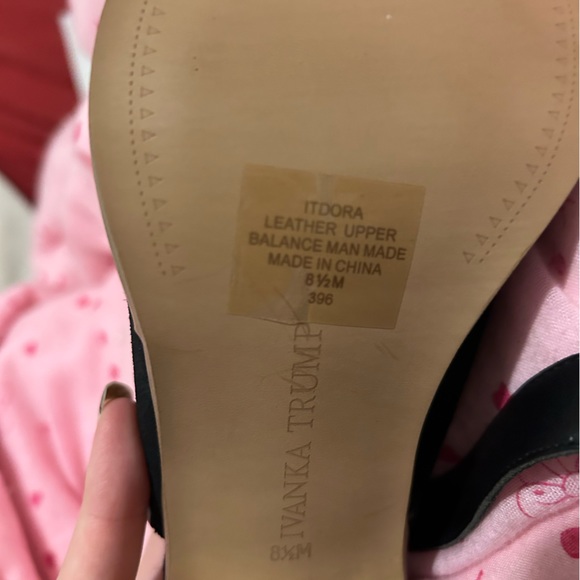 ITDORA
LEATHER UPPER
BALANCE MAN MADE
MADE IN CHINA
8½M
396
IVANKA TRUMP
8½M